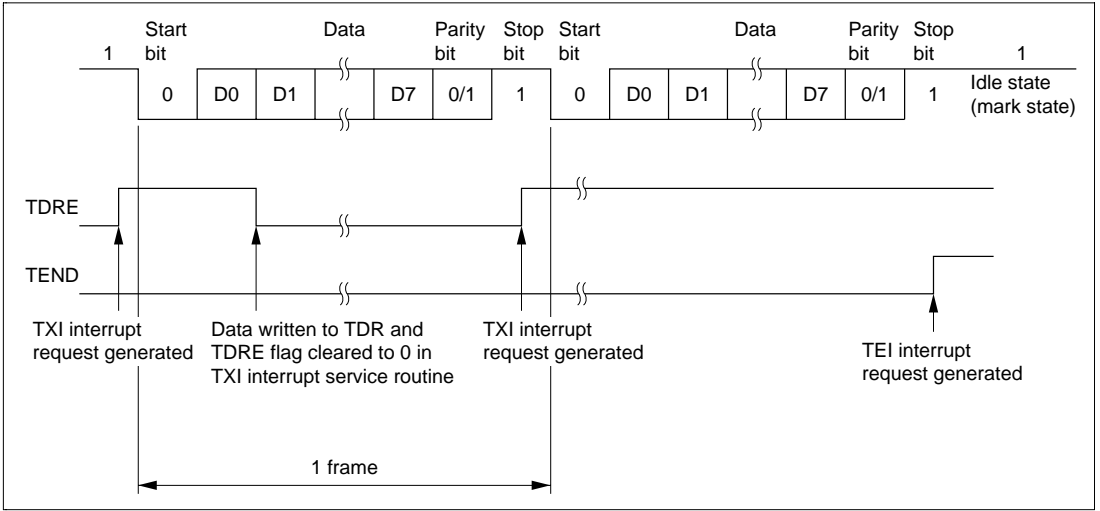 Start Data Parity Stop Start Data Parity Stop
1 bit bit bit bit bit bit 1
0 D0 D1 D7 0/1 1 0 D0 D1 D7 0/1 1 Idle state
(mark state)
TDRE
TEND
TXI interrupt
request generated
Data written to TDR and
TDRE flag cleared to 0 in
TXI interrupt service routine
TXI interrupt
request generated
TEI interrupt
request generated
1 frame